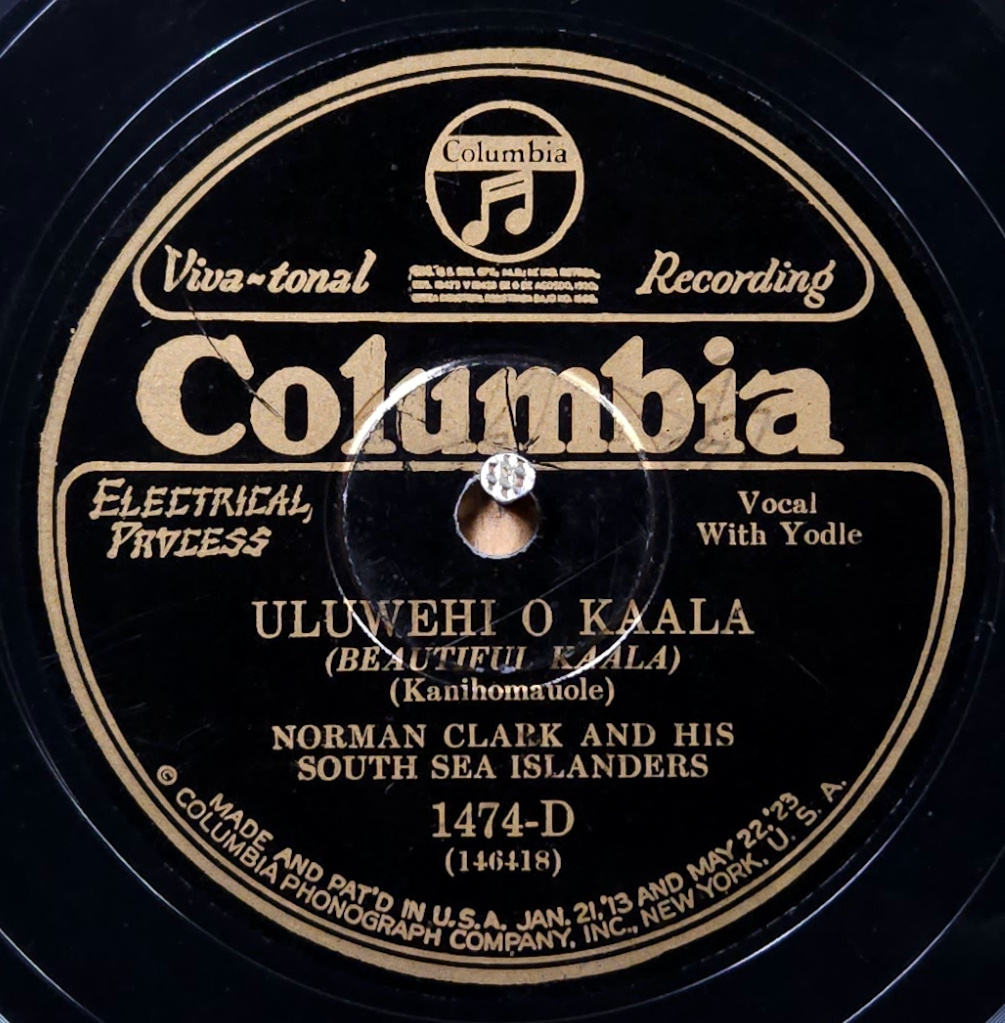 Columbia
Viva-tonal Recording
Columbia
ELECTRICAL
PROCESS
Vocal
With Yodle
ULUWEHI O KAALA
(BEAUTIFUL KAALA)
(Kanihomauole)
NORMAN CLARK AND HIS
SOUTH SEA ISLANDERS
1474-D
(146418)
MADE AND PAT'D IN U.S.A. JAN. 21,'13 AND MAY 22,'23
© COLUMBIA PHONOGRAPH COMPANY, INC., NEW YORK, U. S. A.